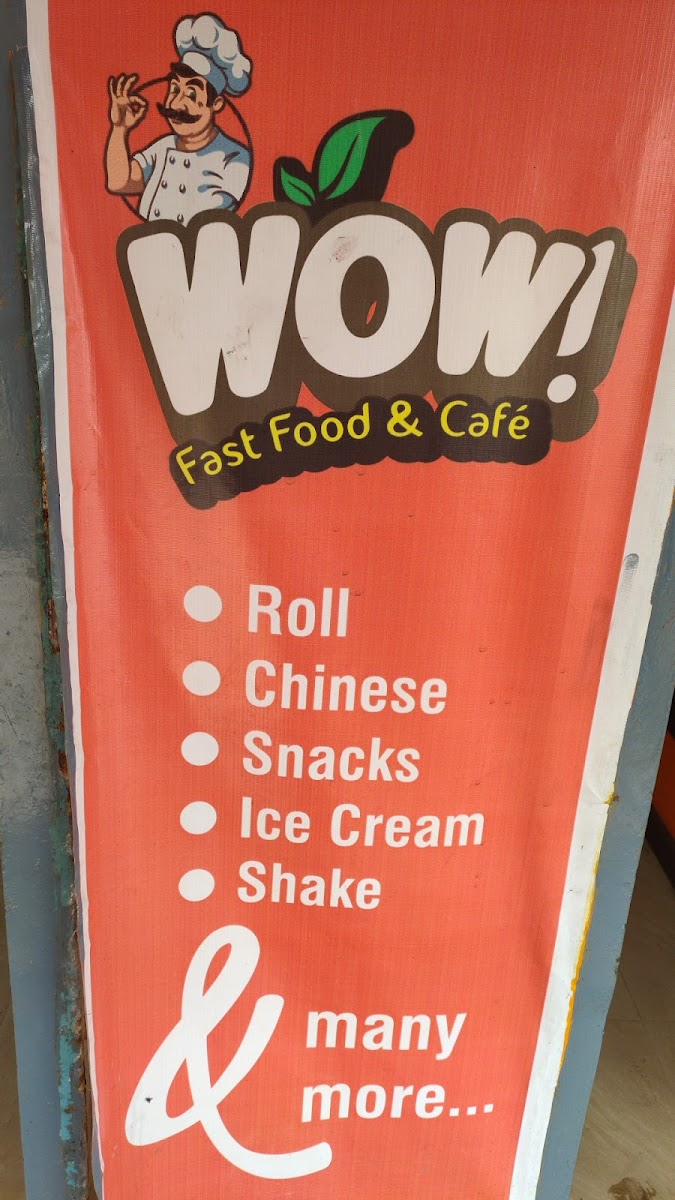 WOW!
Fast Food & Café
Roll
Chinese
Snacks
Ice Cream
Shake
& many
more...